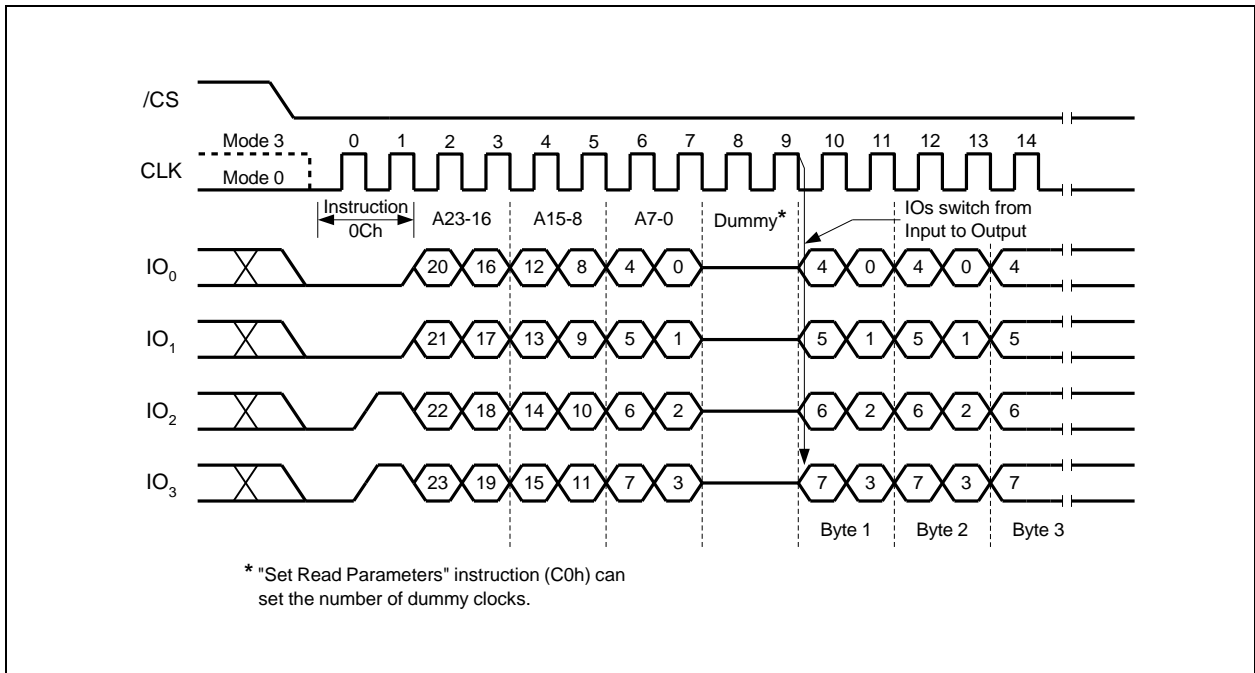 /CS
Mode 3 0 1 2 3 4 5 6 7 8 9 10 11 12 13 14
CLK
Mode 0
Instruction
0Ch
A23-16 A15-8 A7-0 Dummy*
IOs switch from
Input to Output
IO0 20 16 12 8 4 0 4 0 4 0 4
IO1 21 17 13 9 5 1 5 1 5 1 5
IO2 22 18 14 10 6 2 6 2 6 2 6
IO3 23 19 15 11 7 3 7 3 7 3 7
Byte 1 Byte 2 Byte 3
* "Set Read Parameters" instruction (C0h) can
set the number of dummy clocks.